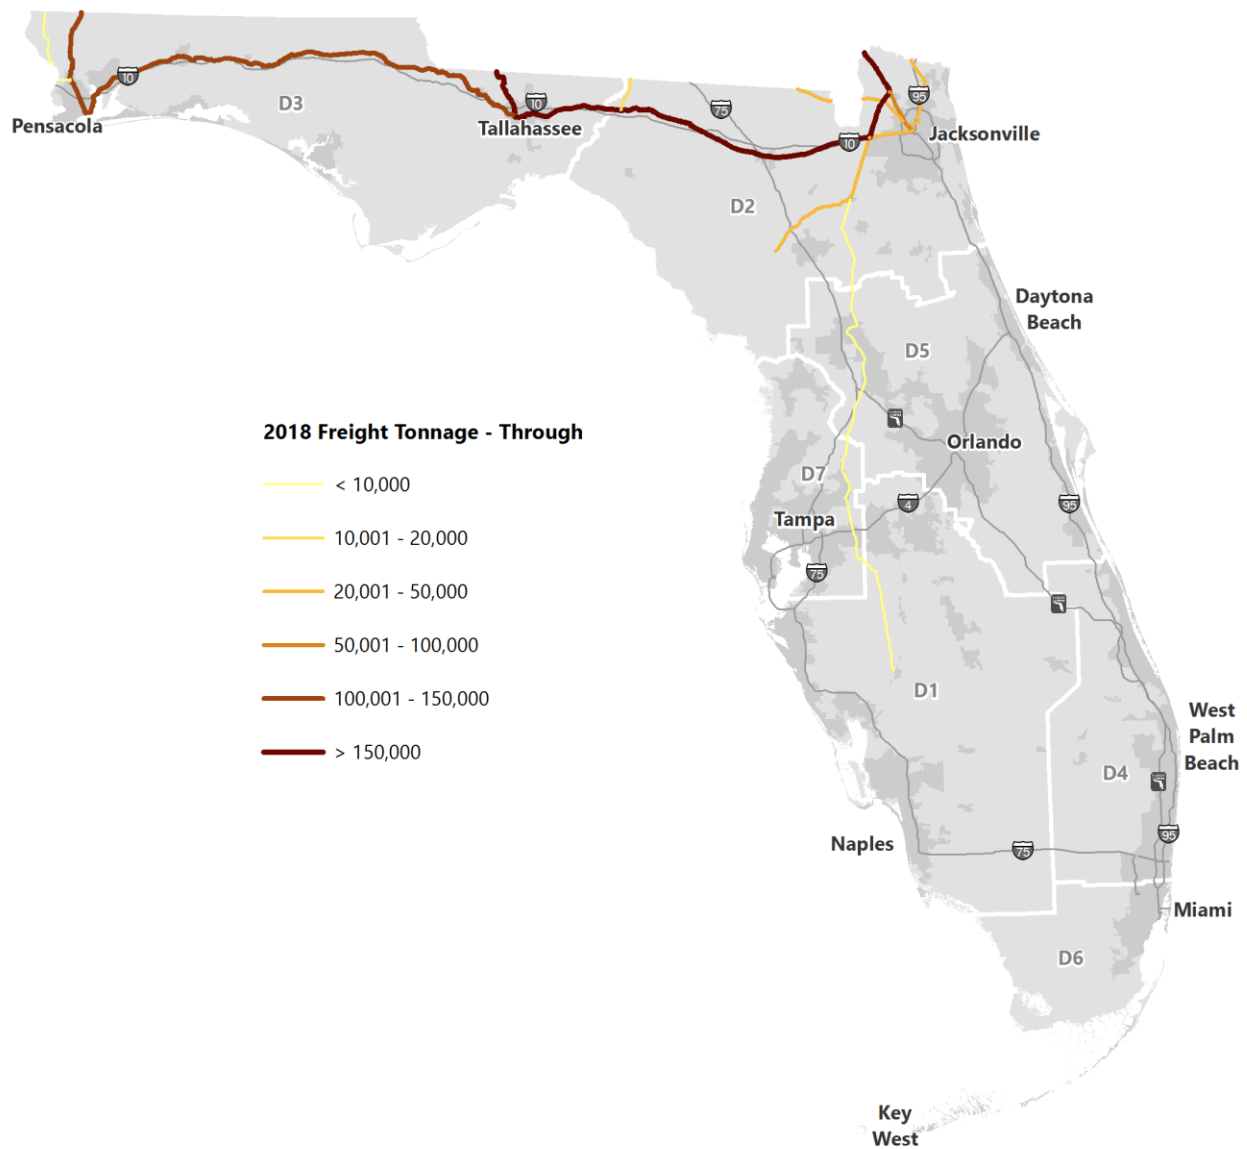 10
D3
Pensacola
10
Tallahassee
75
95
10
Jacksonville
D2
Daytona
Beach
D5
2018 Freight Tonnage - Through
< 10,000
10,001 - 20,000
20,001 - 50,000
50,001 - 100,000
100,001 - 150,000
> 150,000
Orlando
D7
4
95
Tampa
75
D1
West
Palm
Beach
D4
95
Naples
75
Miami
D6
Key
West